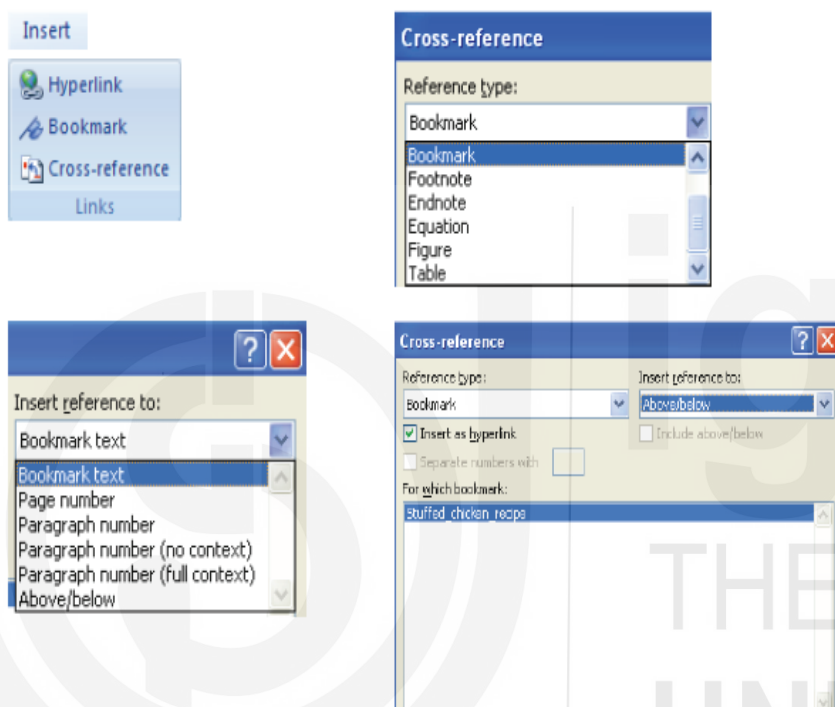 Insert
Hyperlink
Bookmark
Cross-reference
Links
Cross-reference
Reference type:
Bookmark
Bookmark
Footnote
Endnote
Equation
Figure
Table
Insert reference to:
Bookmark text
Bookmark text
Page number
Paragraph number
Paragraph number (no context)
Paragraph number (full context)
Above/below
Cross-reference
Reference type:
Insert reference to:
Bookmark
Above/below
Insert as hyperlink
Include above/below
Separate numbers with
For which bookmark:
Stuffed_chicken_recipe
ig
THE
UNI